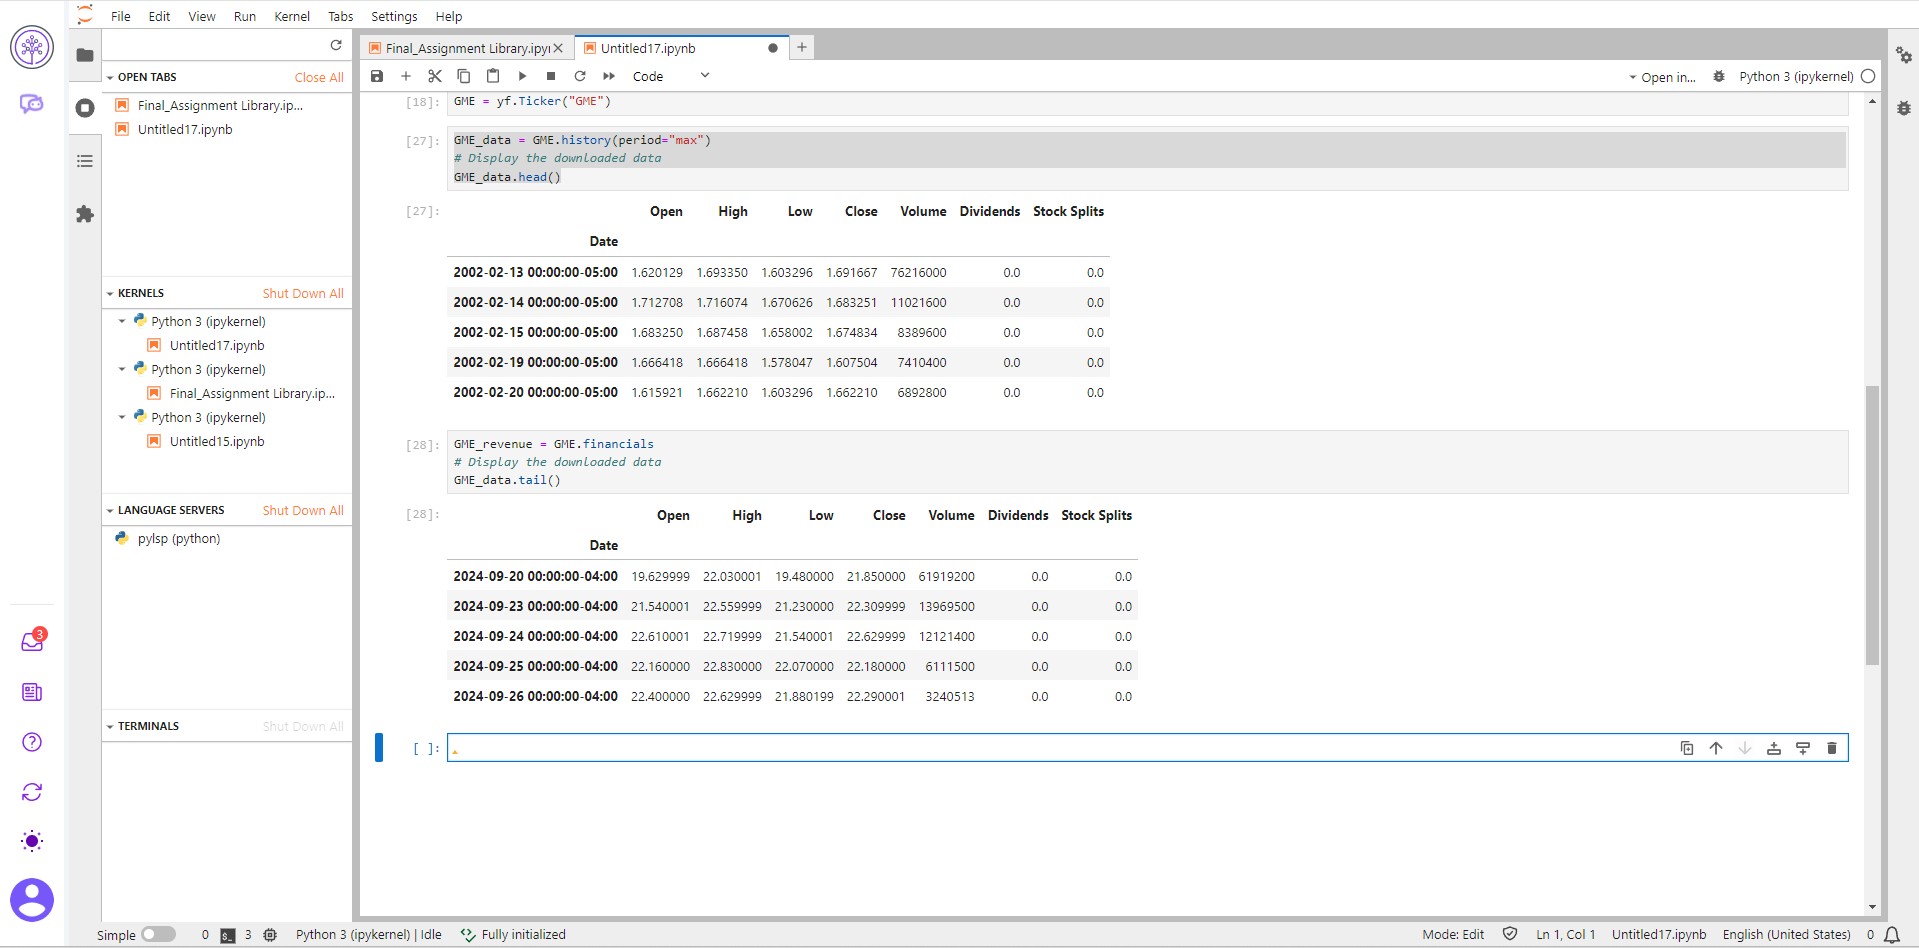 File Edit View Run Kernel Tabs Settings Help
OPEN TABS Close All
Final_Assignment Library.ip...
Untitled17.ipynb
KERNELS Shut Down All
Python 3 (ipykernel)
Untitled17.ipynb
Python 3 (ipykernel)
Final_Assignment Library.ip...
Python 3 (ipykernel)
Untitled15.ipynb
LANGUAGE SERVERS Shut Down All
pylsp (python)
TERMINALS Shut Down All
3
Final_Assignment Library.ipyı Untitled17.ipynb
Code Open in... Python 3 (ipykernel)
[18]: GME = yf.Ticker("GME")
[27]: GME_data = GME.history(period="max")
# Display the downloaded data
GME_data.head()
[27]: Open High Low Close Volume Dividends Stock Splits
Date
2002-02-13 00:00:00-05:00 1.620129 1.693350 1.603296 1.691667 76216000 0.0 0.0
2002-02-14 00:00:00-05:00 1.712708 1.716074 1.670626 1.683251 11021600 0.0 0.0
2002-02-15 00:00:00-05:00 1.683250 1.687458 1.658002 1.674834 8389600 0.0 0.0
2002-02-19 00:00:00-05:00 1.666418 1.666418 1.578047 1.607504 7410400 0.0 0.0
2002-02-20 00:00:00-05:00 1.615921 1.662210 1.603296 1.662210 6892800 0.0 0.0
[28]: GME_revenue = GME.financials
# Display the downloaded data
GME_data.tail()
[28]: Open High Low Close Volume Dividends Stock Splits
Date
2024-09-20 00:00:00-04:00 19.629999 22.030001 19.480000 21.850000 61919200 0.0 0.0
2024-09-23 00:00:00-04:00 21.540001 22.559999 21.230000 22.309999 13969500 0.0 0.0
2024-09-24 00:00:00-04:00 22.610001 22.719999 21.540001 22.629999 12121400 0.0 0.0
2024-09-25 00:00:00-04:00 22.160000 22.830000 22.070000 22.180000 6111500 0.0 0.0
2024-09-26 00:00:00-04:00 22.400000 22.629999 21.880199 22.290001 3240513 0.0 0.0
[ ]:
Simple 0 $_ 3 Python 3 (ipykernel) | Idle Fully initialized Mode: Edit Ln 1, Col 1 Untitled17.ipynb English (United States) 0